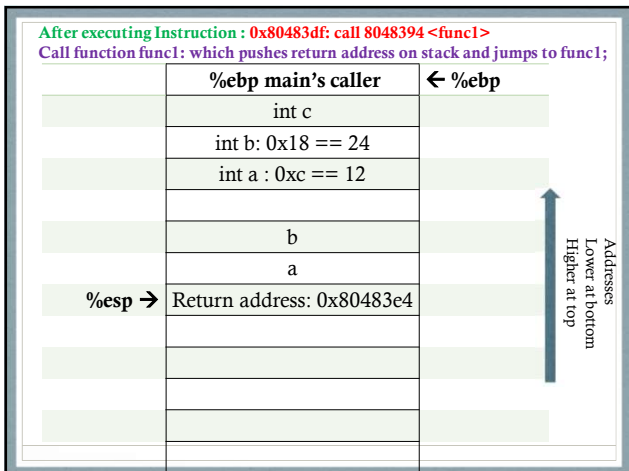 After executing Instruction : 0x80483df: call 8048394 <func1>
Call function func1: which pushes return address on stack and jumps to func1;
%ebp main's caller ← %ebp
int c
int b: 0x18 == 24
int a : 0xc == 12
b
a
%esp → Return address: 0x80483e4
Addresses
Lower at bottom
Higher at top